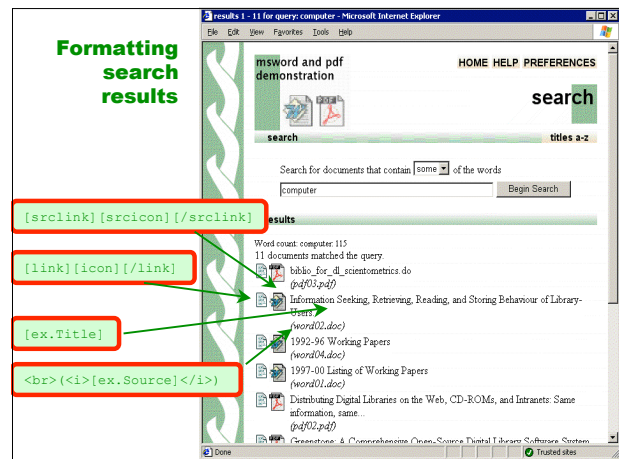 Formatting
search
results
results 1 - 11 for query: computer - Microsoft Internet Explorer
File Edit View Favorites Tools Help
msword and pdf
demonstration
HOME HELP PREFERENCES
PDF
search
search
titles a-z
Search for documents that contain some of the words
computer
Begin Search
[srclink][srcicon][/srclink]
esults
Word count: computer: 115
11 documents matched the query.
[link][icon][/link]
biblio_for_dl_scientometrics.do
(pdf03.pdf)
Information Seeking, Retrieving, Reading, and Storing Behaviour of Library-
Users...
(word02.doc)
[ex.Title]
1992-96 Working Papers
(word04.doc)
<br>(<i>[ex.Source]</i>)
1997-00 Listing of Working Papers
(word01.doc)
Distributing Digital Libraries on the Web, CD-ROMs, and Intranets: Same
information, same...
(pdf02.pdf)
Greenstone: A Comprehensive Open-Source Digital Library Software System
Done
Trusted sites